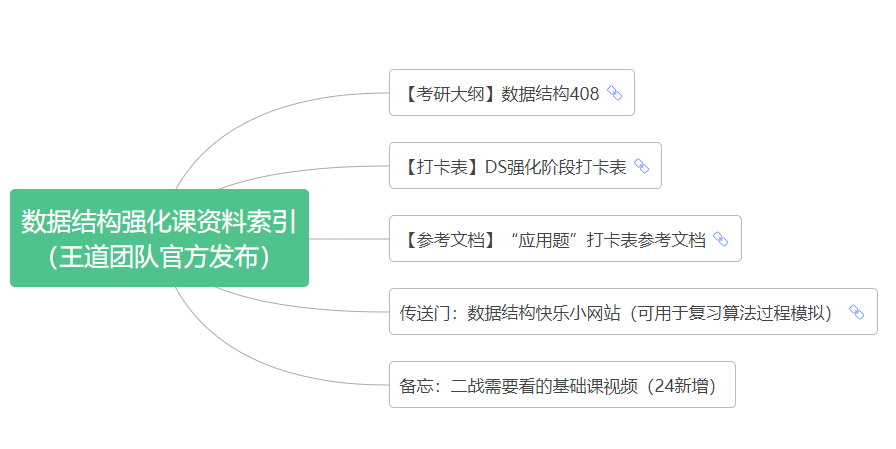 数据结构强化课资料索引
（王道团队官方发布）
【考研大纲】数据结构408
【打卡表】DS强化阶段打卡表
【参考文档】“应用题”打卡表参考文档
传送门：数据结构快乐小网站（可用于复习算法过程模拟）
备忘：二战需要看的基础课视频（24新增）